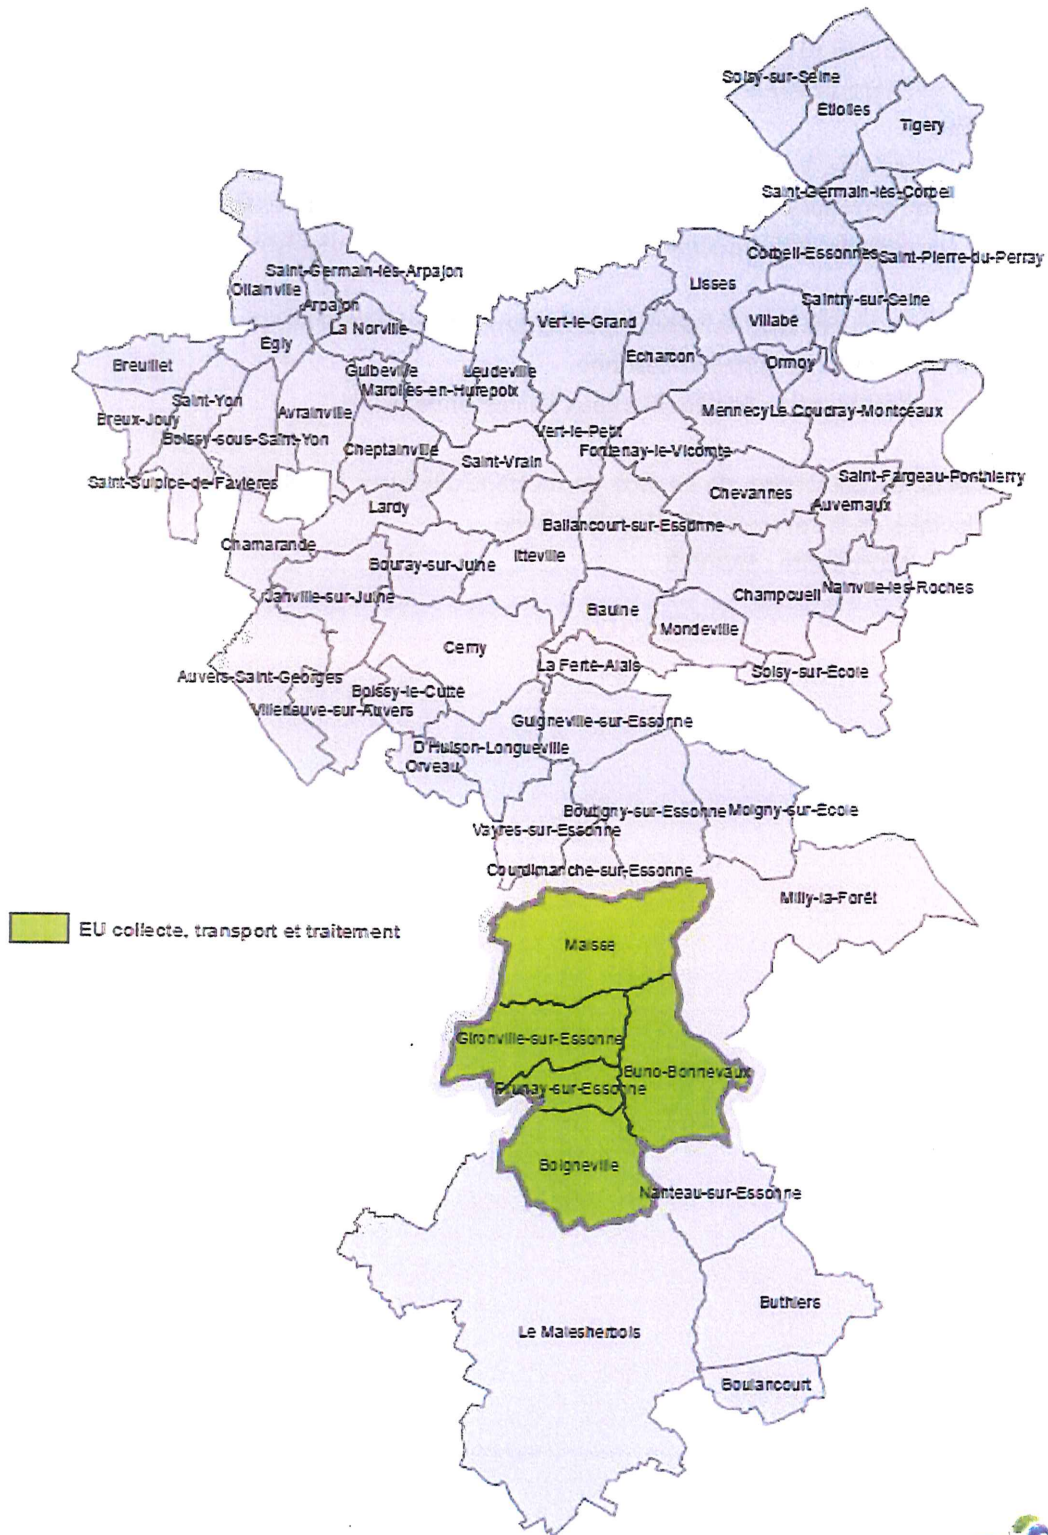 Soisy-sur-Seine
Étiolles
Tigery
Saint-Germain-lès-Corbeil
Corbeil-Essonnes
Saint-Pierre-du-Perray
Saint-Germain-lès-Arpajon
Ollainville
Lisses
Saintry-sur-Seine
Arpajon
La Norville
Vert-le-Grand
Villabé
Égly
Écharcon
Ormoy
Breuillet
Guibeville
Leudeville
Marolles-en-Hurepoix
Saint-Yon
Avrainville
Mennecy
Le Coudray-Montceaux
Breux-Jouy
Boissy-sous-Saint-Yon
Vert-le-Petit
Cheptainville
Fontenay-le-Vicomte
Saint-Vrain
Saint-Sulpice-de-Favières
Saint-Fargeau-Ponthierry
Chevannes
Lardy
Auvernaux
Ballancourt-sur-Essonne
Chamarande
Itteville
Bouray-sur-Juine
Janville-sur-Juine
Champcueil
Nainville-les-Roches
Baulne
Mondeville
Cerny
La Ferté-Alais
Soisy-sur-École
Auvers-Saint-Georges
Boissy-le-Cutté
Villeneuve-sur-Auvers
Guigneville-sur-Essonne
D'Huison-Longueville
Orveau
Boutigny-sur-Essonne
Moigny-sur-École
Vayres-sur-Essonne
Courdimanche-sur-Essonne
Milly-la-Forêt
EU collecte, transport et traitement
Maisse
Gironville-sur-Essonne
Buno-Bonnevaux
Prunay-sur-Essonne
Boigneville
Nanteau-sur-Essonne
Buthiers
Le Malesherbois
Boulancourt